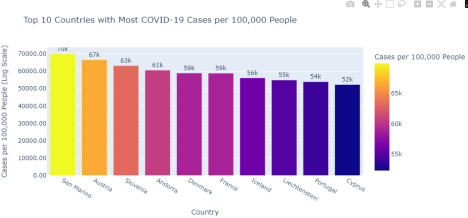 Top 10 Countries with Most COVID-19 Cases per 100,000 People
Cases per 100,000 People (Log Scale)
70000.00
60000.00
50000.00
40000.00
30000.00
20000.00
10000.00
0.00
70k
67k
63k
61k
59k
59k
56k
55k
54k
52k
San Marino
Austria
Slovenia
Andorra
Denmark
France
Iceland
Liechtenstein
Portugal
Cyprus
Country
Cases per 100,000 People
65k
60k
55k